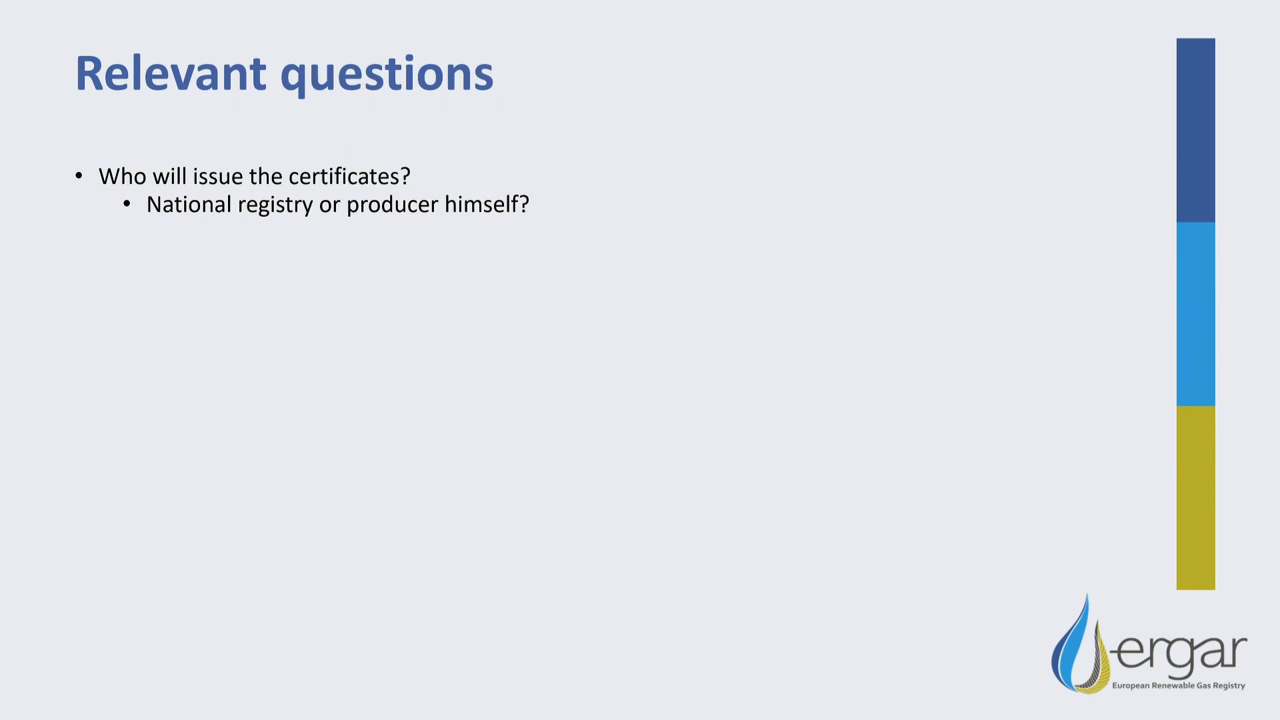 Relevant questions
• Who will issue the certificates?
• National registry or producer himself?
ergar
European Renewable Gas Registry